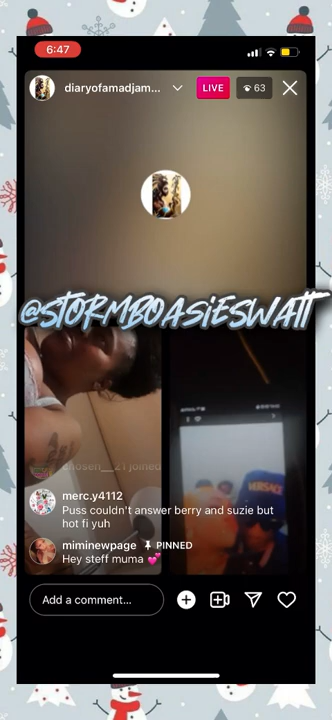 6:47
diaryofamadjam...
LIVE
63
@STORMBOASIESWATT
chosen__21 joined
merc.y4112
Puss couldn't answer berry and suzie but
hot fi yuh
miminewpage PINNED
Hey steff muma
VERSACE
Add a comment...